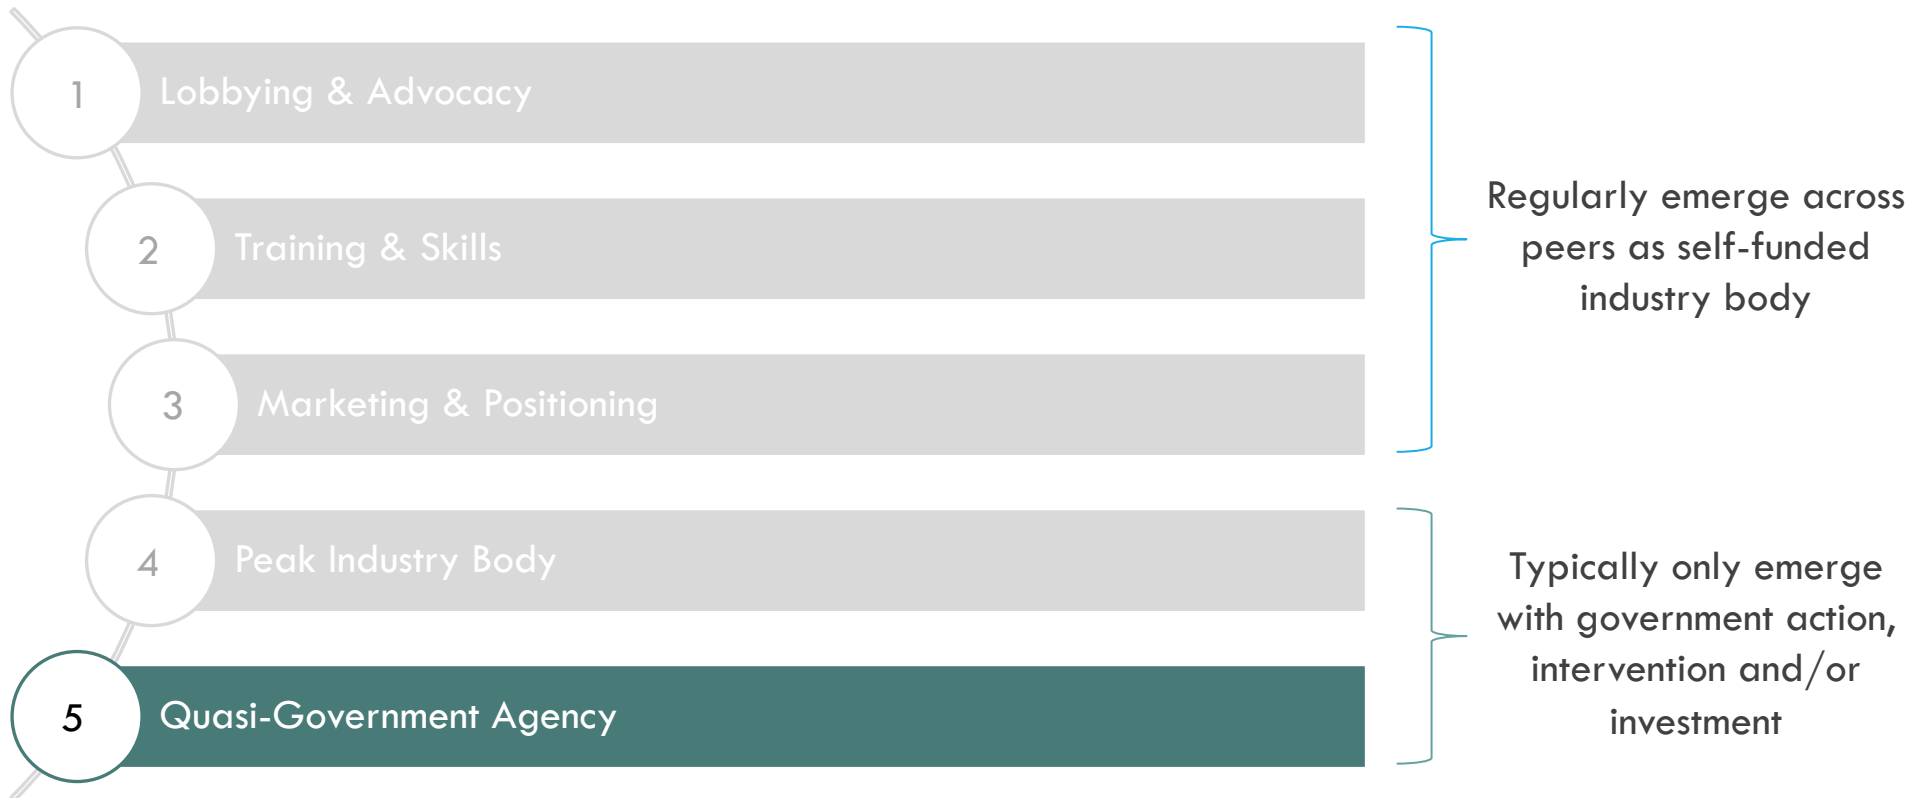 1 Lobbying & Advocacy
2 Training & Skills
3 Marketing & Positioning
Regularly emerge across
peers as self-funded
industry body
4 Peak Industry Body
5 Quasi-Government Agency
Typically only emerge
with government action,
intervention and/or
investment